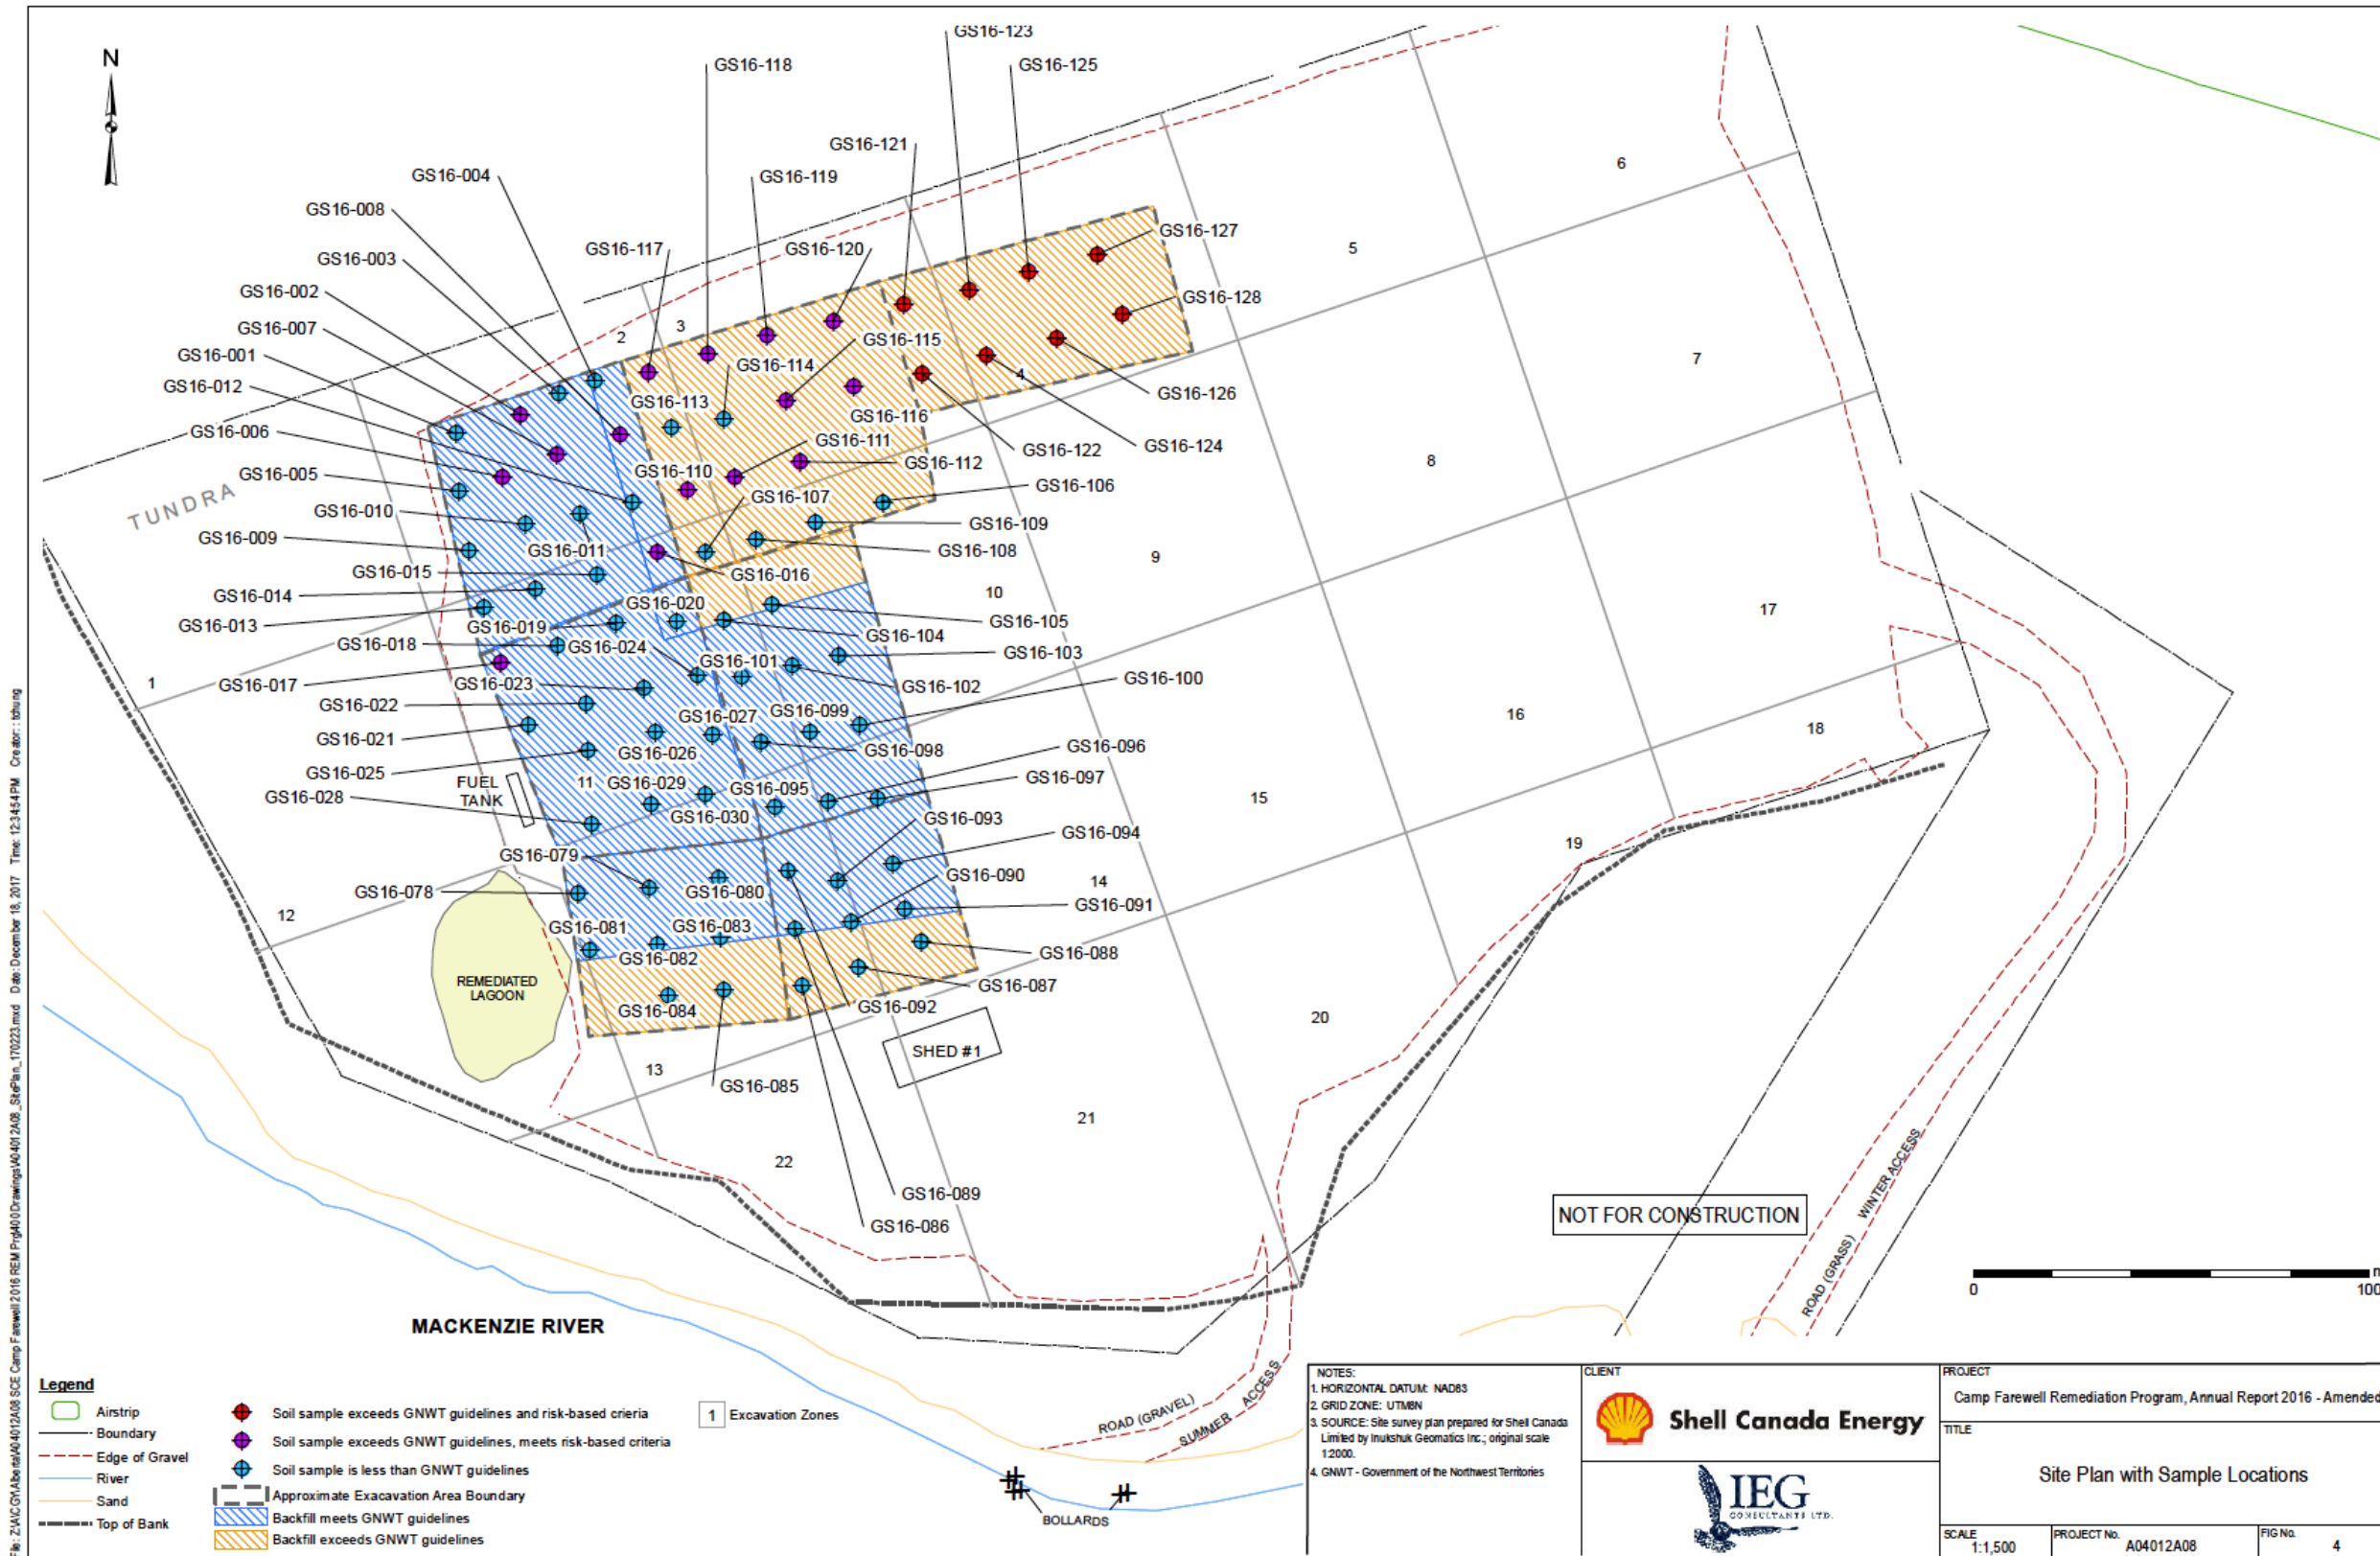 N
GS16-123
GS16-118
GS16-125
GS16-121
GS16-004
GS16-119
6
GS16-008
GS16-127
GS16-117
GS16-120
5
GS16-003
GS16-002
GS16-128
GS16-007
3
2
GS16-115
GS16-001
GS16-114
7
GS16-012
4
GS16-126
GS16-113
GS16-116
GS16-006
GS16-111
GS16-124
GS16-122
GS16-005
GS16-112
8
GS16-110
TUNDRA
GS16-107
GS16-106
GS16-010
GS16-109
GS16-009
GS16-011
GS16-108
9
GS16-015
GS16-016
GS16-014
10
GS16-020
17
GS16-013
GS16-019
GS16-105
GS16-104
GS16-018
GS16-024
GS16-103
GS16-101
1
GS16-017
GS16-023
GS16-102
GS16-100
GS16-022
GS16-027
GS16-099
16
GS16-021
18
GS16-026
GS16-098
GS16-096
GS16-025
FUEL
TANK
11
GS16-029
GS16-095
GS16-097
GS16-028
15
GS16-030
GS16-093
GS16-094
19
GS16-079
GS16-090
GS16-078
GS16-080
14
GS16-091
12
GS16-081
GS16-083
GS16-082
GS16-088
REMEDIATED
LAGOON
GS16-087
GS16-084
GS16-092
20
SHED #1
13
GS16-085
21
22
GS16-089
GS16-086
NOT FOR CONSTRUCTION
WINTER ACCESS
ROAD (GRASS)
0
100
MACKENZIE RIVER
ROAD (GRAVEL)
SUMMER ACCESS
BOLLARDS
Legend
Airstrip
Boundary
Edge of Gravel
River
Sand
Top of Bank
Soil sample exceeds GNWT guidelines and risk-based crieria
Soil sample exceeds GNWT guidelines, meets risk-based criteria
Soil sample is less than GNWT guidelines
Approximate Exacavation Area Boundary
Backfill meets GNWT guidelines
Backfill exceeds GNWT guidelines
1 Excavation Zones
NOTES:
1. HORIZONTAL DATUM: NAD83
2. GRID ZONE: UTM8N
3. SOURCE: Site survey plan prepared for Shell Canada
Limited by Inukshuk Geomatics Inc.; original scale
1:2000.
4. GNWT - Government of the Northwest Territories
CLIENT
Shell Canada Energy
IEG
CONSULTANTS LTD.
PROJECT
Camp Farewell Remediation Program, Annual Report 2016 - Amended
TITLE
Site Plan with Sample Locations
SCALE
1:1,500
PROJECT No.
A04012A08
FIG No.
4
Date: December 18, 2017 Time: 12:34:54 PM